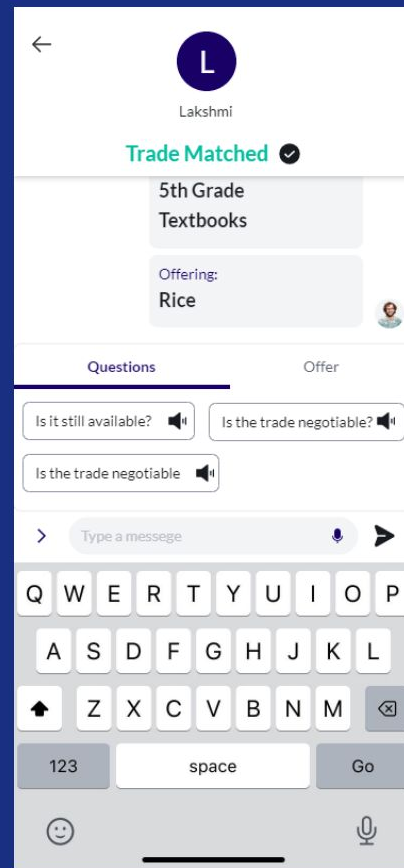 L
Lakshmi
Trade Matched
5th Grade
Textbooks
Offering:
Rice
Questions Offer
Is it still available? Is the trade negotiable?
Is the trade negotiable
Type a messege
Q W E R T Y U I O P
A S D F G H J K L
Z X C V B N M
123 space Go